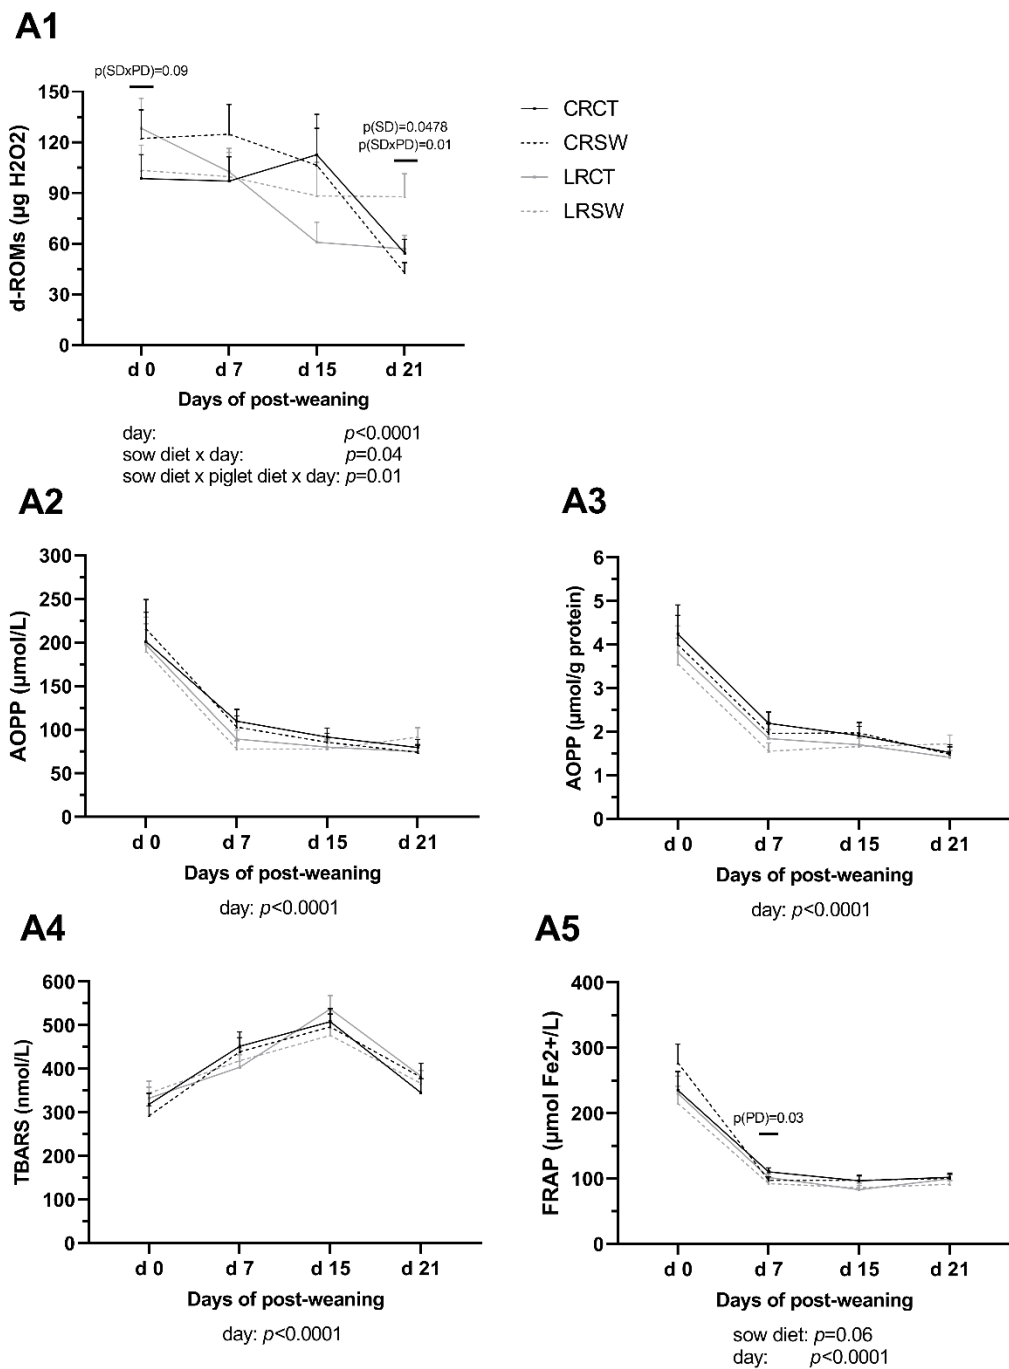 A1
p(SDxPD)=0.09
p(SD)=0.0478
p(SDxPD)=0.01
150
120
90
60
30
0
d-ROMs (µg H2O2)
d 0 d 7 d 15 d 21
Days of post-weaning
day: p<0.0001
sow diet x day: p=0.04
sow diet x piglet diet x day: p=0.01
CRCT
CRSW
LRCT
LRSW
A2
300
250
200
150
100
50
0
AOPP (µmol/L)
d 0 d 7 d 15 d 21
Days of post-weaning
day: p<0.0001
A3
6
5
4
3
2
1
0
AOPP (µmol/g protein)
d 0 d 7 d 15 d 21
Days of post-weaning
day: p<0.0001
A4
600
500
400
300
200
100
0
TBARS (nmol/L)
d 0 d 7 d 15 d 21
Days of post-weaning
day: p<0.0001
A5
400
300
200
100
0
FRAP (µmol Fe2+/L)
p(PD)=0.03
d 0 d 7 d 15 d 21
Days of post-weaning
sow diet: p=0.06
day: p<0.0001